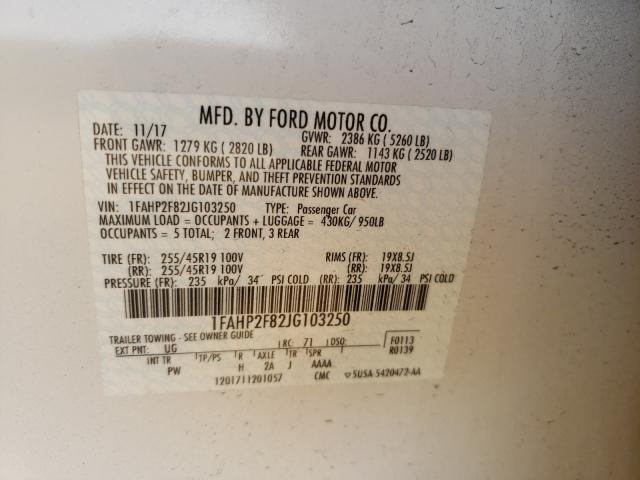 MFD. BY FORD MOTOR CO.
DATE: 11/17 GVWR: 2386 KG ( 5260 LB)
FRONT GAWR: 1279 KG ( 2820 LB) REAR GAWR: 1143 KG ( 2520 LB)
THIS VEHICLE CONFORMS TO ALL APPLICABLE FEDERAL MOTOR
VEHICLE SAFETY, BUMPER, AND THEFT PREVENTION STANDARDS
IN EFFECT ON THE DATE OF MANUFACTURE SHOWN ABOVE.
VIN: 1FAHP2F82JG103250 TYPE: Passenger Car
MAXIMUM LOAD = OCCUPANTS + LUGGAGE = 430KG/ 950LB
OCCUPANTS = 5 TOTAL; 2 FRONT, 3 REAR
TIRE (FR): 255/45R19 100V RIMS (FR): 19X8.5J
(RR): 255/45R19 100V (RR): 19X8.5J
PRESSURE (FR): 235 kPa/ 34 PSI COLD (RR): 235 kPa/ 34 PSI COLD
1FAHP2F82JG103250
TRAILER TOWING - SEE OWNER GUIDE
EXT PNT: UG RC: 71 DSO: F0113
R0139
INT TR TP/PS R AXLE TR SPR
PW H 2A J AAAA
1201711201057 CMC 5USA-5420472-AA